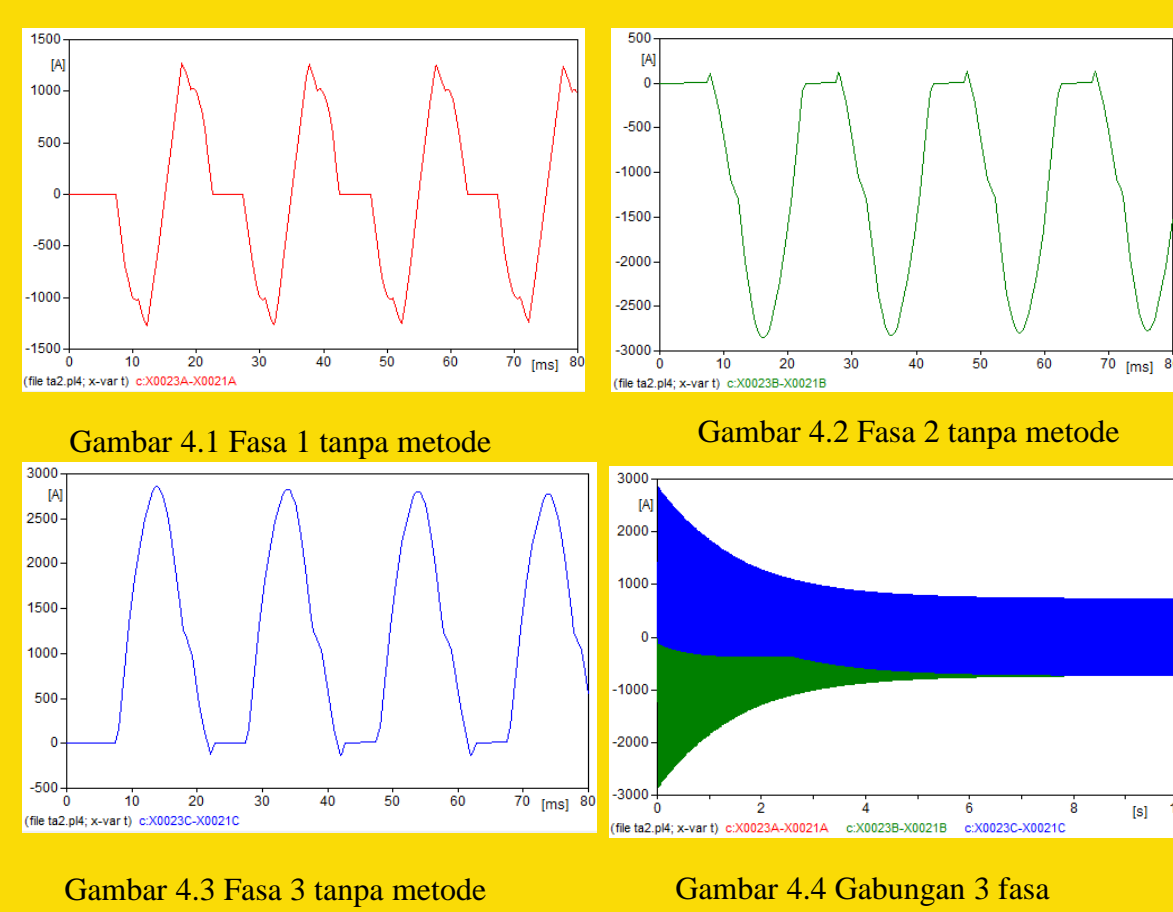 1500
[A]
1000
500
0
-500
-1000
-1500
0 10 20 30 40 50 60 70 [ms] 80
(file ta2.pl4; x-var t) c:X0023A-X0021A
Gambar 4.1 Fasa 1 tanpa metode
500
[A]
0
-500
-1000
-1500
-2000
-2500
-3000
0 10 20 30 40 50 60 70 [ms] 8
(file ta2.pl4; x-var t) c:X0023B-X0021B
Gambar 4.2 Fasa 2 tanpa metode
3000
[A]
2500
2000
1500
1000
500
0
-500
0 10 20 30 40 50 60 70 [ms] 80
(file ta2.pl4; x-var t) c:X0023C-X0021C
Gambar 4.3 Fasa 3 tanpa metode
3000
[A]
2000
1000
0
-1000
-2000
-3000
0 2 4 6 8 [s] 1
(file ta2.pl4; x-var t) c:X0023A-X0021A c:X0023B-X0021B c:X0023C-X0021C
Gambar 4.4 Gabungan 3 fasa